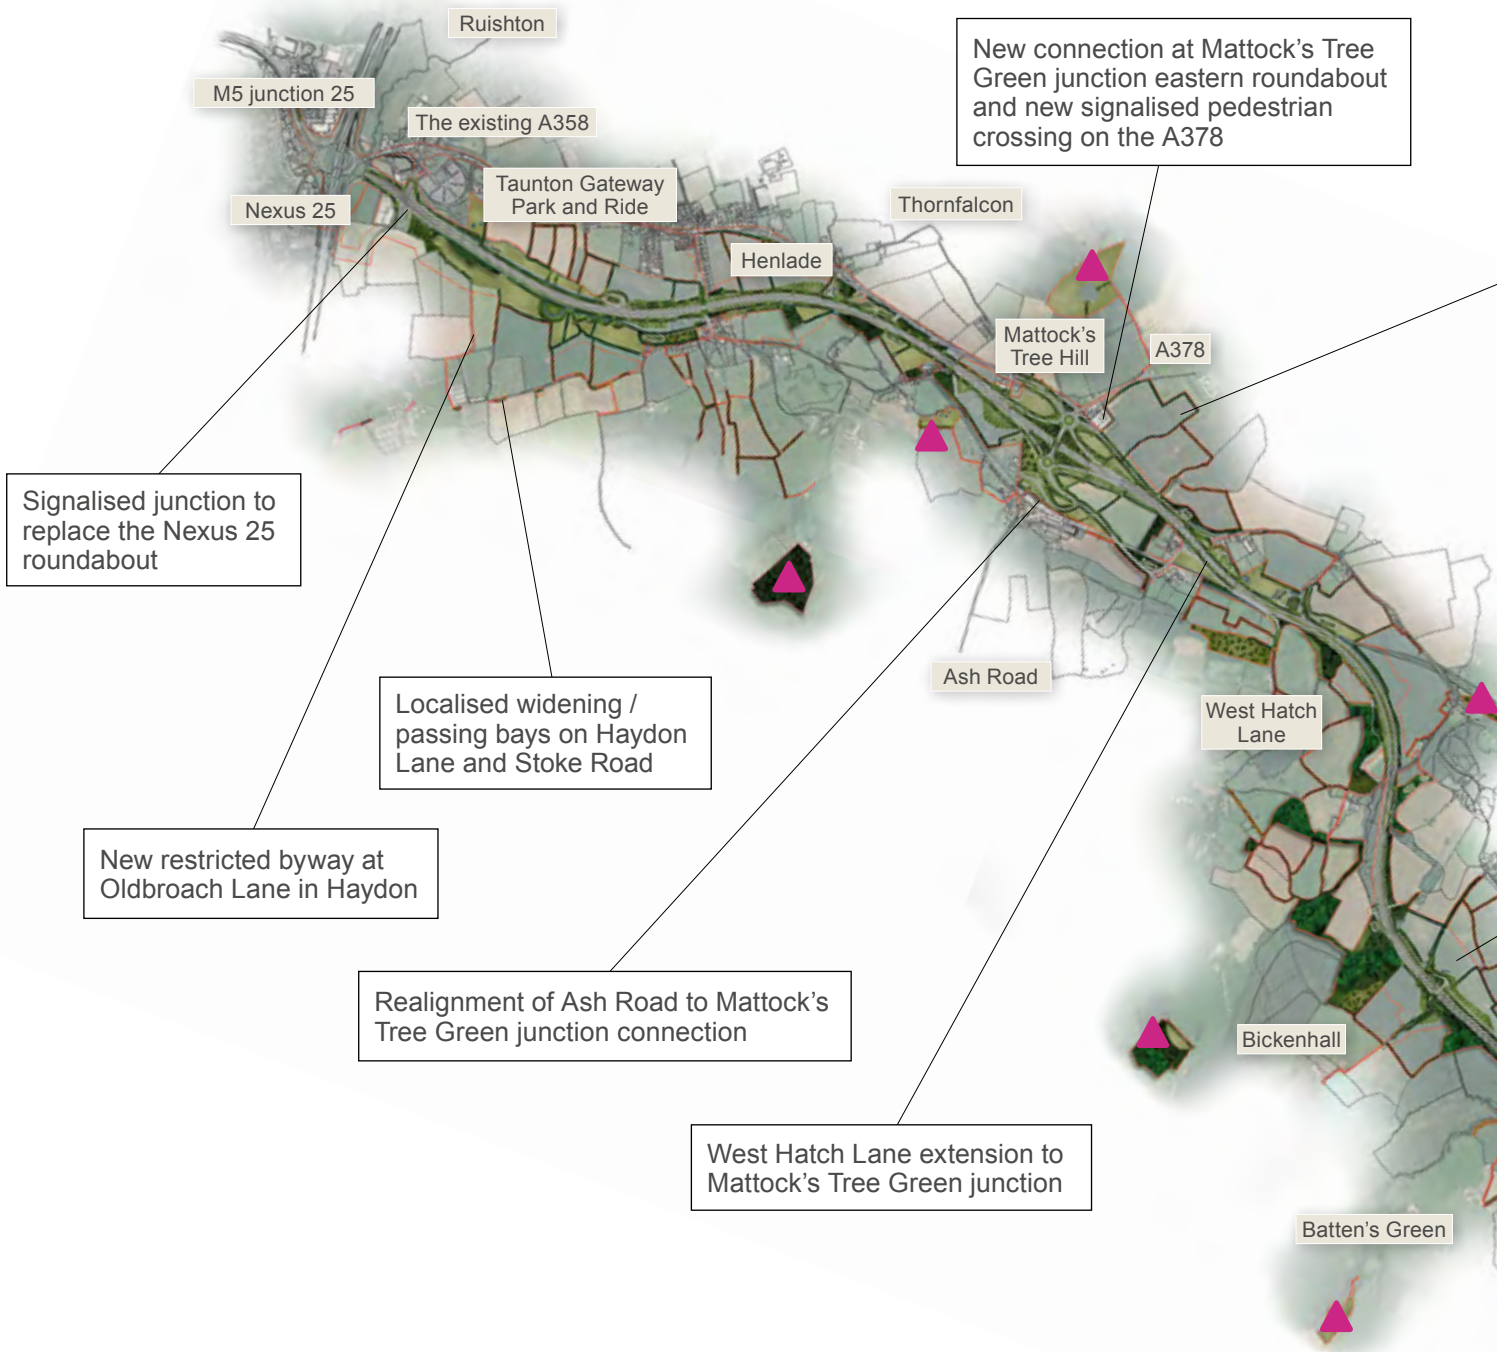 Ruishton
M5 junction 25
The existing A358
Nexus 25
Taunton Gateway
Park and Ride
Henlade
Thornfalcon
New connection at Mattock’s Tree
Green junction eastern roundabout
and new signalised pedestrian
crossing on the A378
Mattock’s
Tree Hill
A378
Signalised junction to
replace the Nexus 25
roundabout
Localised widening /
passing bays on Haydon
Lane and Stoke Road
New restricted byway at
Oldbroach Lane in Haydon
Ash Road
West Hatch
Lane
Realignment of Ash Road to Mattock’s
Tree Green junction connection
Bickenhall
West Hatch Lane extension to
Mattock’s Tree Green junction
Batten’s Green